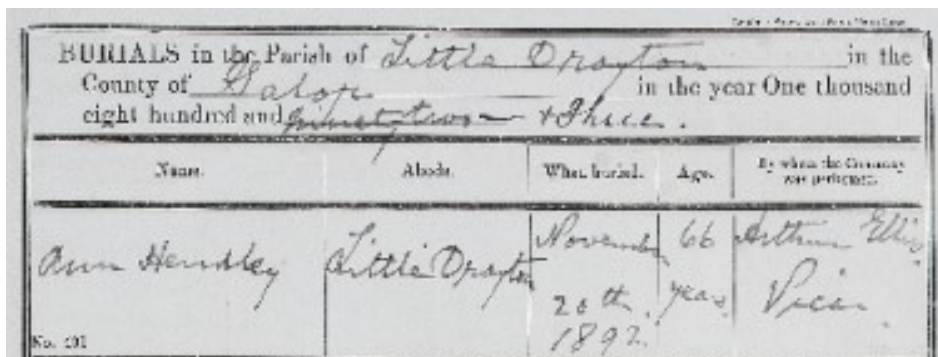 BURIALS in the Parish of Little Drayton in the
County of Salop in the year One thousand
eight hundred and ninety two + Three.
Name. Abode. When buried. Age. By whom the Ceremony was performed.
Ann Hendley Little Drayton November 20th 1892 66 years Arthur Ellis Vicar
No.